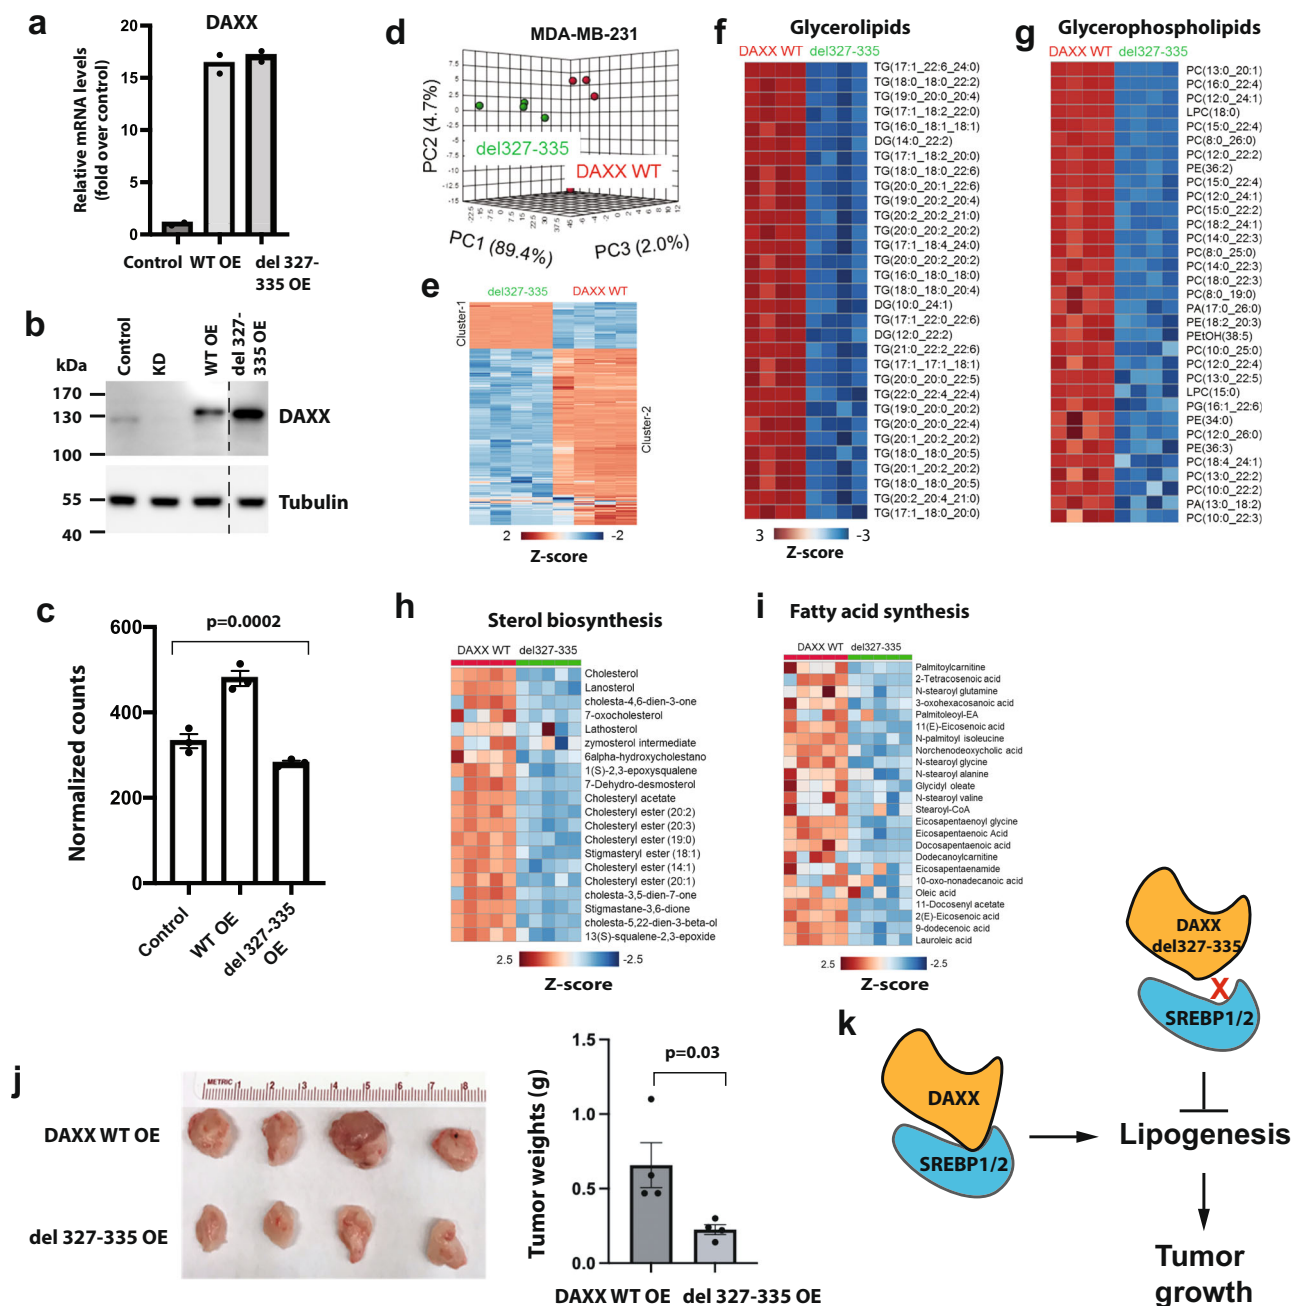 a
DAXX
Relative mRNA levels
(fold over control)
20
15
10
5
0
Control
WT OE
del 327-
335 OE
b
kDa
Control
KD
WT OE
del 327-
335 OE
170
130
100
DAXX
55
40
Tubulin
c
Normalized counts
p=0.0002
600
400
200
0
Control
WT OE
del 327-335
OE
d
MDA-MB-231
PC2 (4.7%)
del327-335
DAXX WT
PC1 (89.4%)
PC3 (2.0%)
e
del327-335
DAXX WT
Cluster-1
Cluster-2
2
-2
Z-score
f
Glycerolipids
DAXX WT
del327-335
TG(17:1_22:6_24:0)
TG(18:0_18:0_22:2)
TG(19:0_20:0_20:4)
TG(17:1_18:2_22:0)
TG(16:0_18:1_18:1)
DG(14:0_22:2)
TG(17:1_18:2_20:0)
TG(18:0_18:0_22:6)
TG(20:0_20:1_22:6)
TG(19:0_20:2_20:4)
TG(20:2_20:2_21:0)
TG(20:0_20:2_20:2)
TG(17:1_18:4_24:0)
TG(20:0_20:2_20:2)
TG(16:0_18:0_18:0)
TG(18:0_18:0_20:4)
DG(10:0_24:1)
TG(17:1_22:0_22:6)
DG(12:0_22:2)
TG(21:0_22:2_22:6)
TG(17:1_17:1_18:1)
TG(20:0_20:0_22:5)
TG(22:0_22:4_22:4)
TG(19:0_20:0_20:2)
TG(20:0_20:0_22:4)
TG(20:1_20:2_20:2)
TG(18:0_18:0_20:5)
TG(20:1_20:2_20:2)
TG(18:0_18:0_20:5)
TG(20:2_20:4_21:0)
TG(17:1_18:0_20:0)
3
-3
Z-score
g
Glycerophospholipids
DAXX WT
del327-335
PC(13:0_20:1)
PC(16:0_22:4)
PC(12:0_24:1)
LPC(18:0)
PC(15:0_22:4)
PC(8:0_26:0)
PC(12:0_22:2)
PE(36:2)
PC(15:0_22:4)
PC(12:0_24:1)
PC(15:0_22:2)
PC(18:2_24:1)
PC(14:0_22:3)
PC(8:0_25:0)
PC(14:0_22:3)
PC(18:0_22:3)
PC(8:0_19:0)
PA(17:0_26:0)
PE(18:2_20:3)
PEtOH(38:5)
PC(10:0_25:0)
PC(12:0_22:4)
PC(13:0_22:5)
LPC(15:0)
PG(16:1_22:6)
PE(34:0)
PC(12:0_26:0)
PE(36:3)
PC(18:4_24:1)
PC(13:0_22:2)
PC(10:0_22:2)
PA(13:0_18:2)
PC(10:0_22:3)
h
Sterol biosynthesis
DAXX WT
del327-335
Cholesterol
Lanosterol
cholesta-4,6-dien-3-one
7-oxocholesterol
Lathosterol
zymosterol intermediate
6alpha-hydroxycholestano
1(S)-2,3-epoxysqualene
7-Dehydro-desmosterol
Cholesteryl acetate
Cholesteryl ester (20:2)
Cholesteryl ester (20:3)
Cholesteryl ester (19:0)
Stigmasteryl ester (18:1)
Cholesteryl ester (14:1)
Cholesteryl ester (20:1)
cholesta-3,5-dien-7-one
Stigmastane-3,6-dione
cholesta-5,22-dien-3-beta-ol
13(S)-squalene-2,3-epoxide
2.5
-2.5
Z-score
i
Fatty acid synthesis
DAXX WT
del327-335
Palmitoylcarnitine
2-Tetracosenoic acid
N-stearoyl glutamine
3-oxohexacosanoic acid
Palmitoleoyl-EA
11(E)-Eicosenoic acid
N-palmitoyl isoleucine
Norchenodeoxycholic acid
N-stearoyl glycine
N-stearoyl alanine
Glycidyl oleate
N-stearoyl valine
Stearoyl-CoA
Eicosapentaenoyl glycine
Eicosapentaenoic Acid
Docosapentaenoic acid
Dodecanoylcarnitine
Eicosapentaenamide
10-oxo-nonadecanoic acid
Oleic acid
11-Docosenyl acetate
2(E)-Eicosenoic acid
9-dodecenoic acid
Lauroleic acid
2.5
-2.5
Z-score
j
METRIC 1 2 3 4 5 6 7 8
DAXX WT OE
del 327-335 OE
Tumor weights (g)
p=0.03
1.5
1.0
0.5
0.0
DAXX WT OE
del 327-335 OE
k
DAXX
del327-335
X
SREBP1/2
DAXX
SREBP1/2
Lipogenesis
Tumor
growth